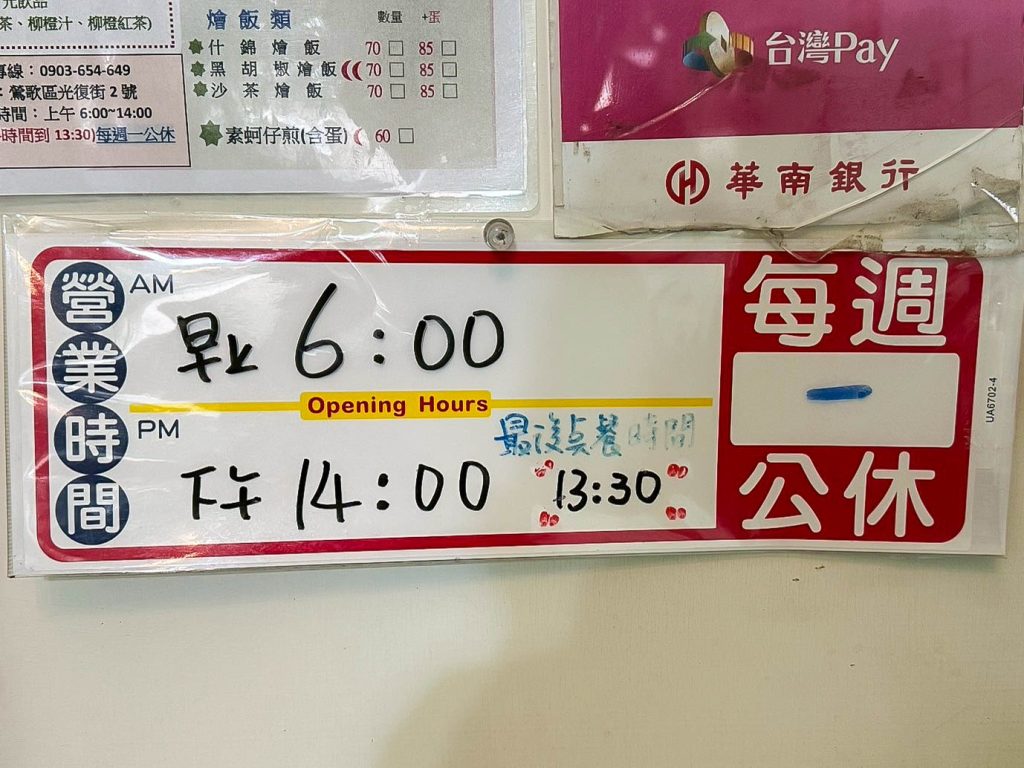 茶、柳橙汁、柳橙紅茶)
專線：0903-654-649
：鶯歌區光復街 2 號
時間：上午 6:00~14:00
時間到 13:30)每週一公休
燴飯類 數量 +蛋
什錦燴飯 70 □ 85 □
黑胡椒燴飯 70 □ 85 □
沙茶燴飯 70 □ 85 □
素蚵仔煎(含蛋) 60 □
台灣Pay
華南銀行
營業時間
AM
早上 6:00
Opening Hours
PM
最後点餐時間
下午 14:00 13:30
每週
一
公休
UA6702-4